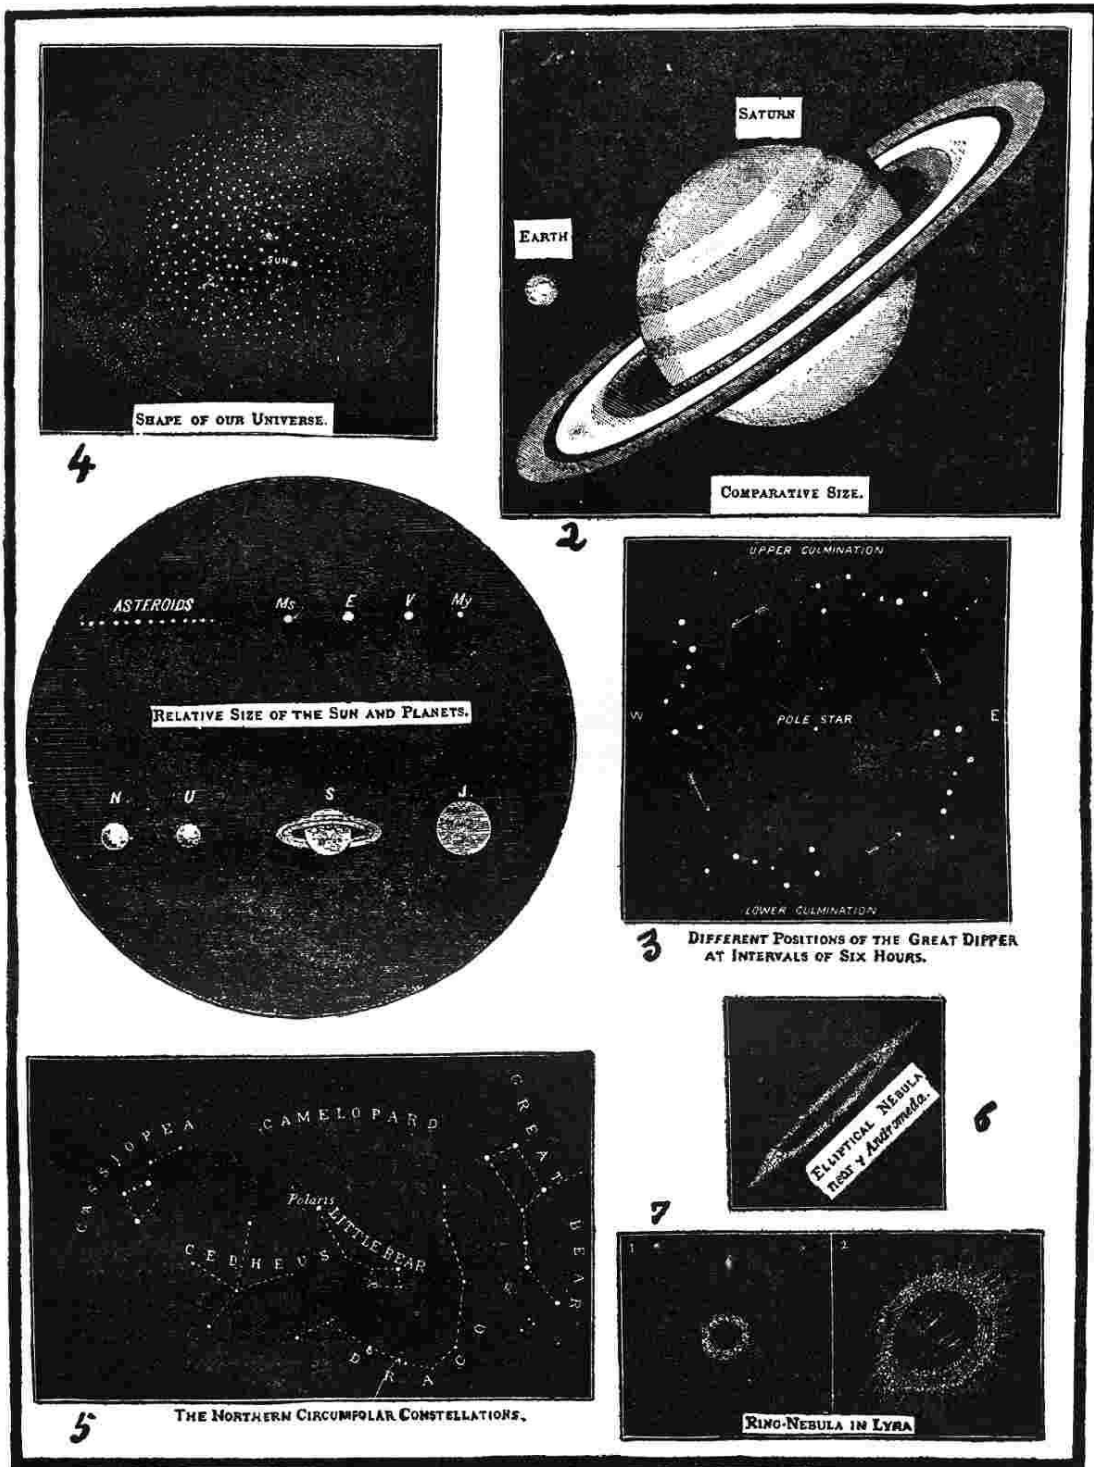 SUN
SHAPE OF OUR UNIVERSE.
4
SATURN
EARTH
COMPARATIVE SIZE.
2
ASTEROIDS Ms E V My
RELATIVE SIZE OF THE SUN AND PLANETS.
N U S J
UPPER CULMINATION
W POLE STAR E
LOWER CULMINATION
3 DIFFERENT POSITIONS OF THE GREAT DIPPER
AT INTERVALS OF SIX HOURS.
CASSIOPEA
CAMELOPARD
GREAT BEAR
Polaris
LITTLE BEAR
CEPHEUS
DRACO
5 THE NORTHERN CIRCUMPOLAR CONSTELLATIONS.
ELLIPTICAL NEBULA
near γ Andromeda.
6
7
1 2
RING-NEBULA IN LYRA